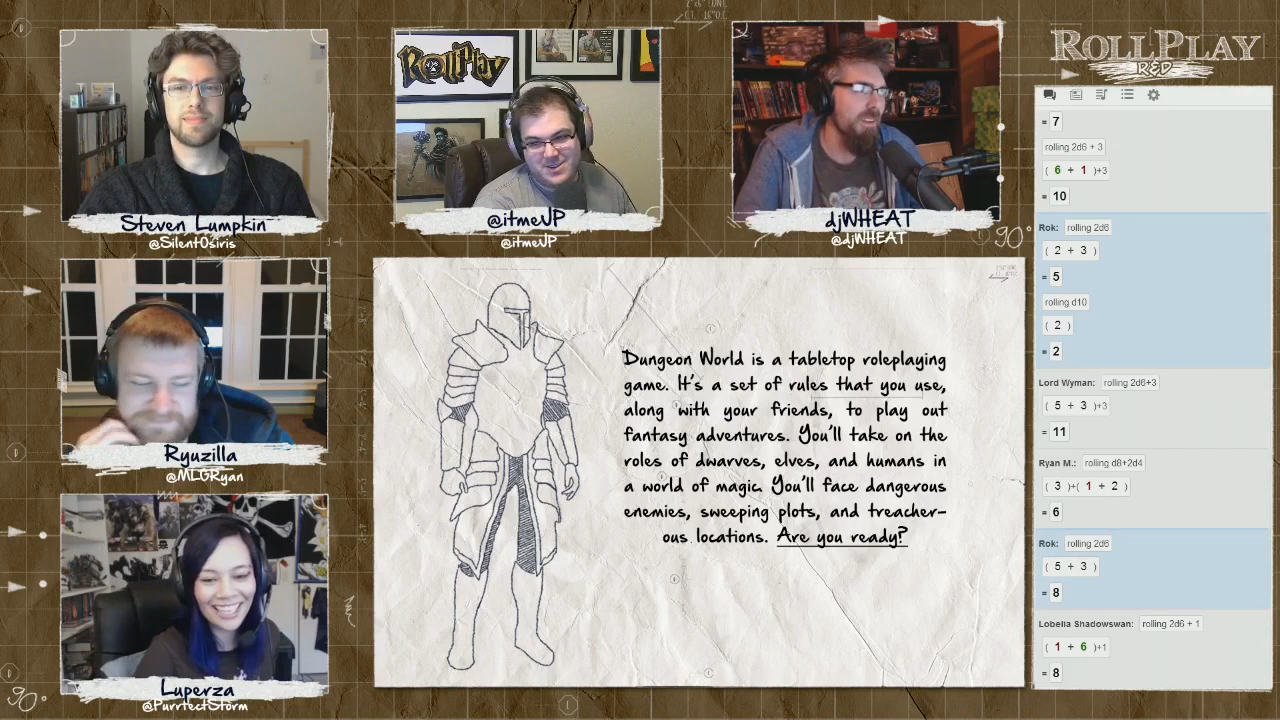 ROLLPLAY
R&D
RollPlay
Steven Lumpkin
@SilentOsiris
@itmeJP
@itmeJP
djWHEAT
@djWHEAT
90°
Ryuzilla
@MLGRyan
Luperza
@PurrfectStorm
90°
Dungeon World is a tabletop roleplaying
game. It's a set of rules that you use,
along with your friends, to play out
fantasy adventures. You'll take on the
roles of dwarves, elves, and humans in
a world of magic. You'll face dangerous
enemies, sweeping plots, and treacher-
ous locations. Are you ready?
= 7
rolling 2d6 + 3
( 6 + 1 )+3
= 10
Rok: rolling 2d6
( 2 + 3 )
= 5
rolling d10
( 2 )
= 2
Lord Wyman: rolling 2d6+3
( 5 + 3 )+3
= 11
Ryan M.: rolling d8+2d4
( 3 )+( 1 + 2 )
= 6
Rok: rolling 2d6
( 5 + 3 )
= 8
Lobelia Shadowswan: rolling 2d6 + 1
( 1 + 6 )+1
= 8